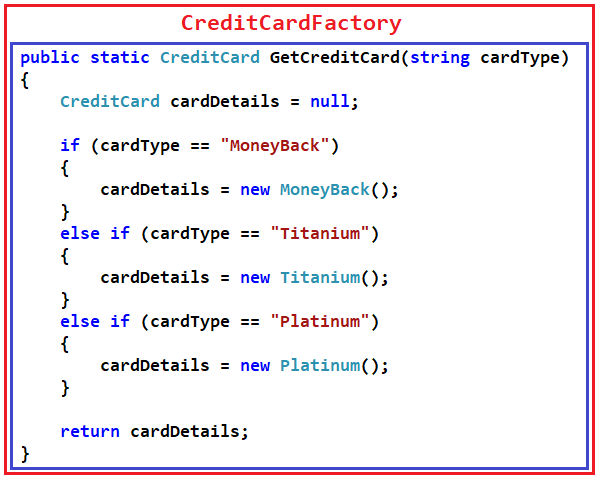 CreditCardFactory
public static CreditCard GetCreditCard(string cardType)
{
    CreditCard cardDetails = null;

    if (cardType == "MoneyBack")
    {
        cardDetails = new MoneyBack();
    }
    else if (cardType == "Titanium")
    {
        cardDetails = new Titanium();
    }
    else if (cardType == "Platinum")
    {
        cardDetails = new Platinum();
    }

    return cardDetails;
}